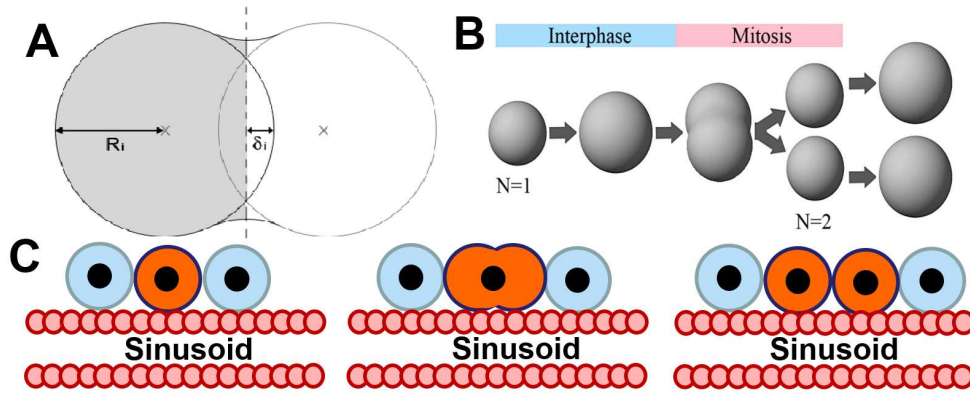 A
Rᵢ
δᵢ
B
Interphase Mitosis
N=1
N=2
C
Sinusoid Sinusoid Sinusoid